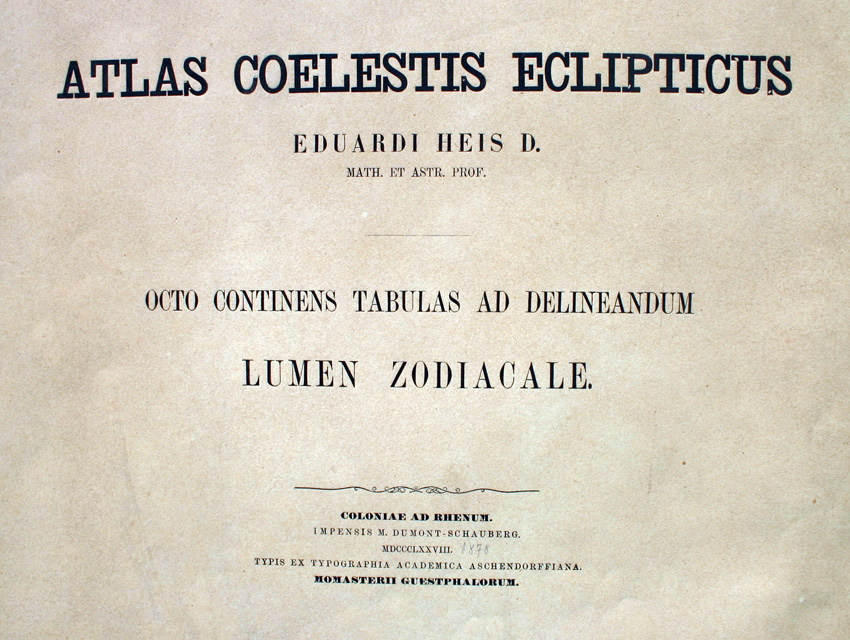 ATLAS COELESTIS ECLIPTICUS
EDUARDI HEIS D.
MATH. ET ASTR. PROF.
OCTO CONTINENS TABULAS AD DELINEANDUM
LUMEN ZODIACALE.
COLONIAE AD RHENUM.
IMPENSIS M. DUMONT-SCHAUBERG.
MDCCCLXXVIII. 1878
TYPIS EX TYPOGRAPHIA ACADEMICA ASCHENDORFFIANA.
MOMASTERII GUESTPHALORUM.